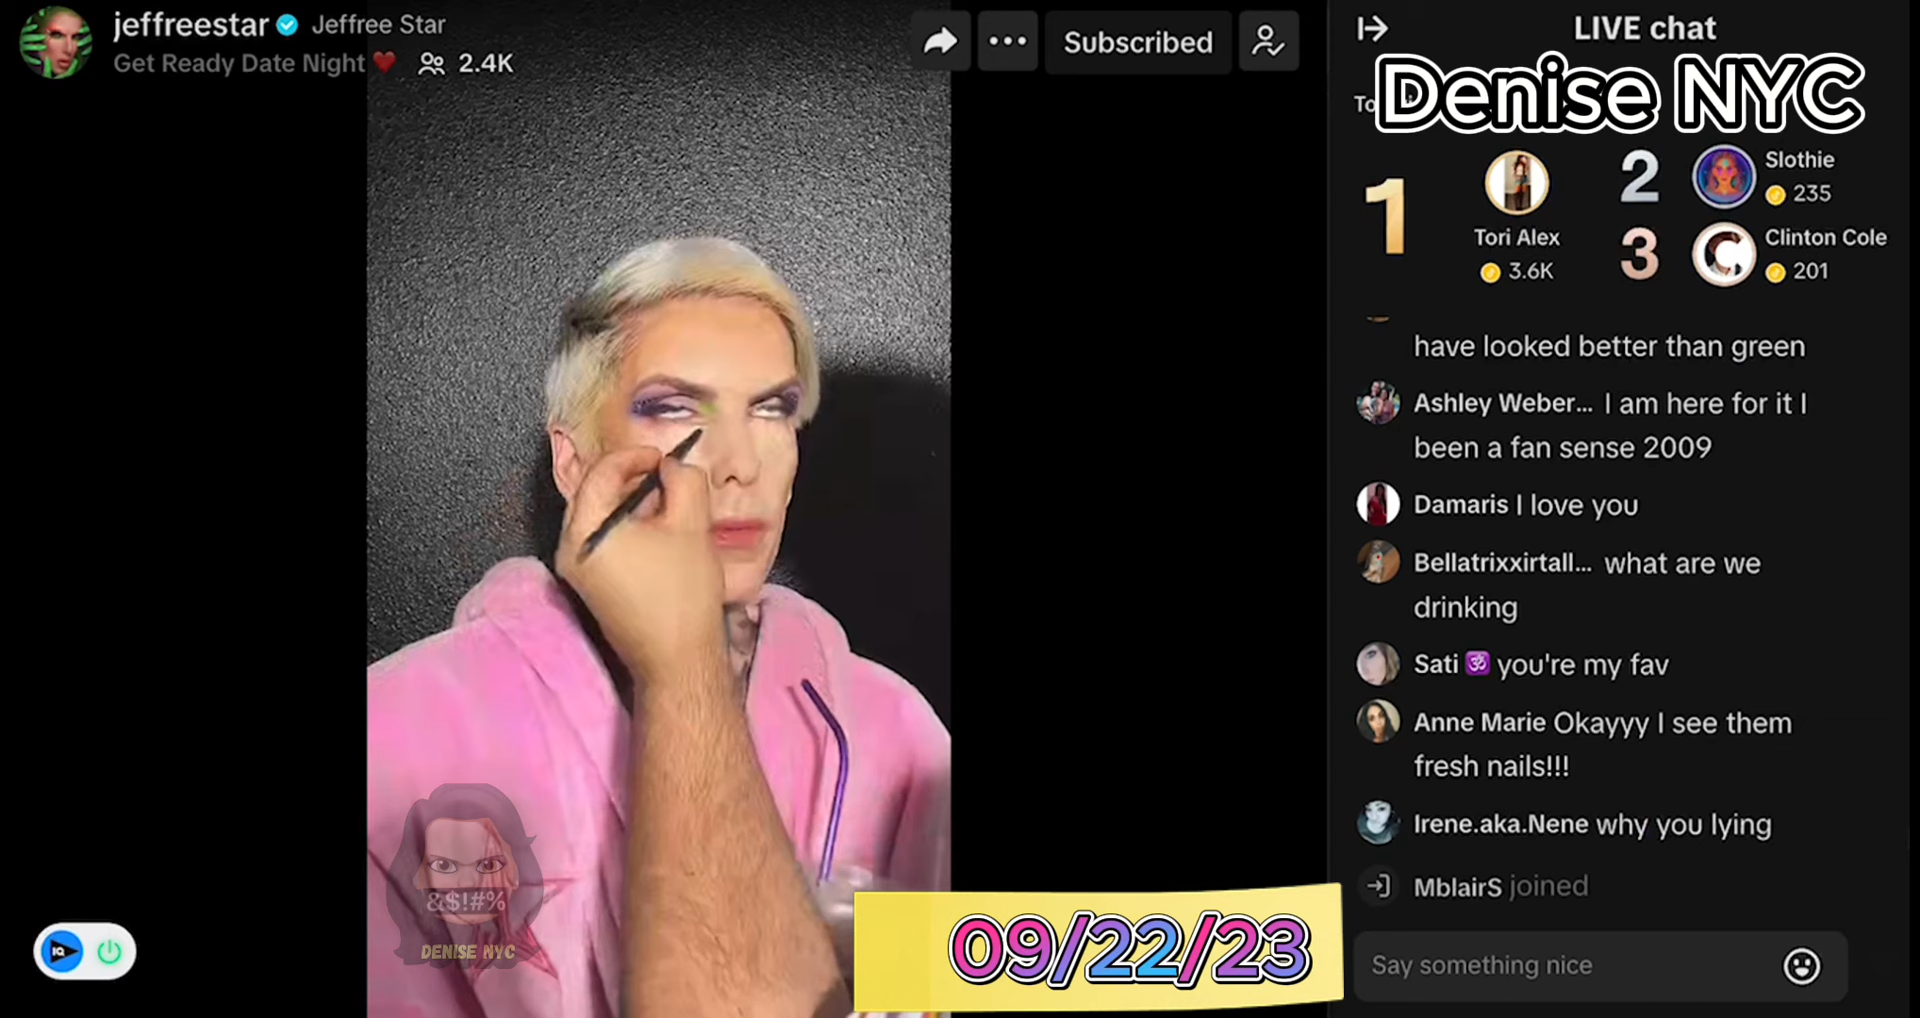 jeffreestar Jeffree Star
Get Ready Date Night ❤️ 2.4K
Subscribed
LIVE chat
Denise NYC
1
Tori Alex
3.6K
2
Slothie
235
3
Clinton Cole
201
have looked better than green
Ashley Weber... I am here for it I
been a fan sense 2009
Damaris I love you
Bellatrixxirtall... what are we
drinking
Sati 🕉 you're my fav
Anne Marie Okayyy I see them
fresh nails!!!
Irene.aka.Nene why you lying
MblairS joined
Say something nice
IQ
&$!#%
DENISE NYC
09/22/23